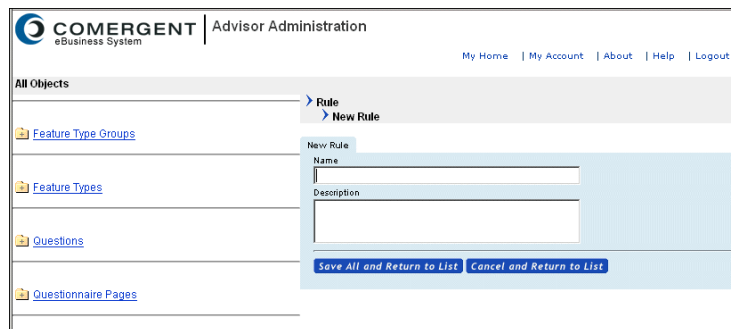 COMERGENT
eBusiness System
Advisor Administration
My Home | My Account | About | Help | Logout
All Objects
Rule
New Rule
Feature Type Groups
New Rule
Name
Feature Types
Description
Questions
Save All and Return to List Cancel and Return to List
Questionnaire Pages